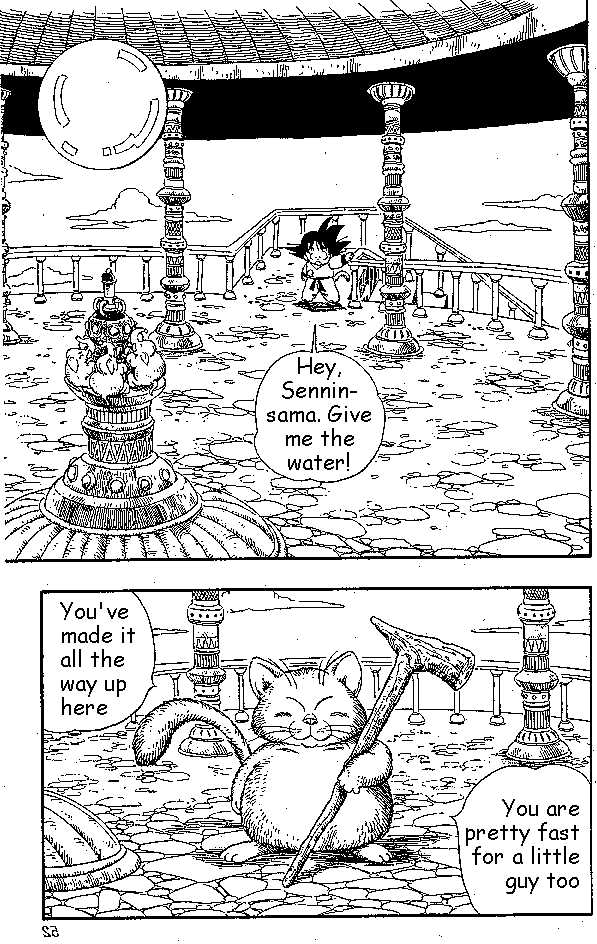 Hey,
Sennin-
sama. Give
me the
water!
You've
made it
all the
way up
here
You are
pretty fast
for a little
guy too
52